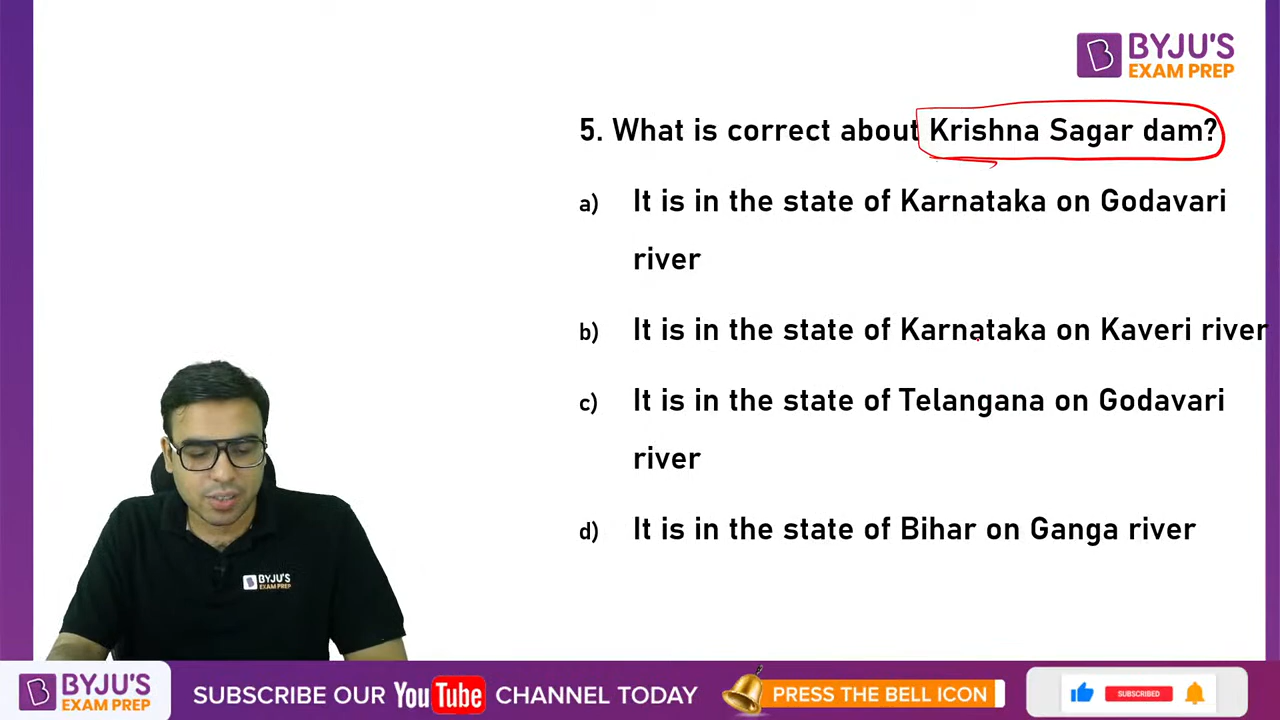 BYJU'S
EXAM PREP
5. What is correct about Krishna Sagar dam?
a) It is in the state of Karnataka on Godavari
river
b) It is in the state of Karnataka on Kaveri river
c) It is in the state of Telangana on Godavari
river
d) It is in the state of Bihar on Ganga river
BYJU'S
EXAM PREP
BYJU'S
EXAM PREP
SUBSCRIBE OUR YouTube CHANNEL TODAY
PRESS THE BELL ICON
SUBSCRIBED